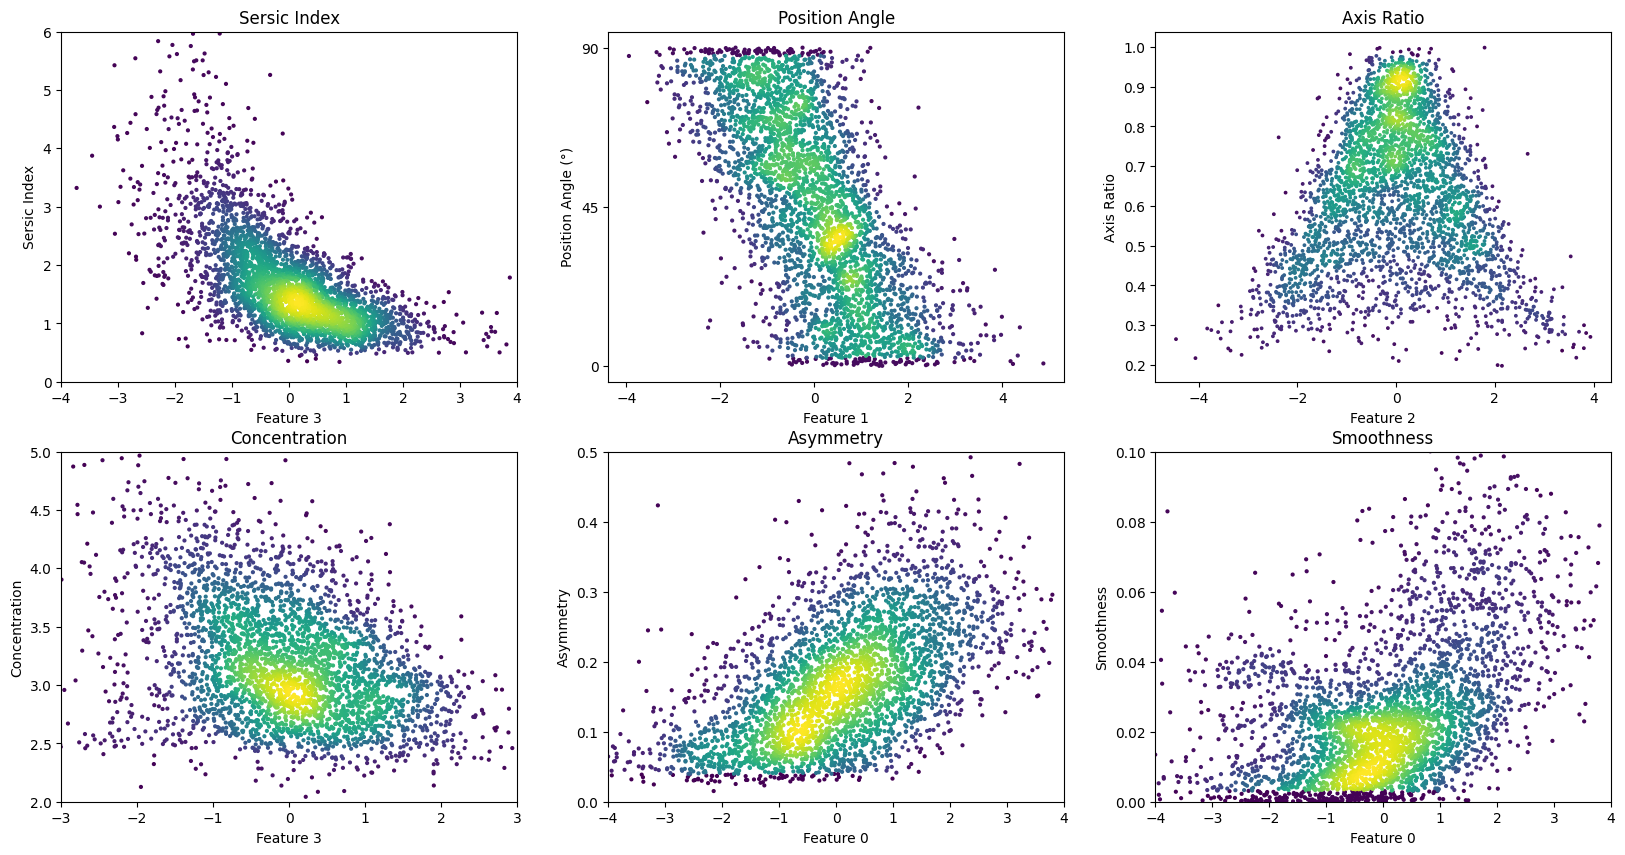 Sersic Index
Position Angle
Axis Ratio
6
5
4
3
2
1
0
Sersic Index
−4 −3 −2 −1 0 1 2 3 4
Feature 3
90
45
0
Position Angle (°)
−4 −2 0 2 4
Feature 1
1.0
0.9
0.8
0.7
0.6
0.5
0.4
0.3
0.2
Axis Ratio
−4 −2 0 2 4
Feature 2
Concentration
Asymmetry
Smoothness
5.0
4.5
4.0
3.5
3.0
2.5
2.0
Concentration
−3 −2 −1 0 1 2 3
Feature 3
0.5
0.4
0.3
0.2
0.1
0.0
Asymmetry
−4 −3 −2 −1 0 1 2 3 4
Feature 0
0.10
0.08
0.06
0.04
0.02
0.00
Smoothness
−4 −3 −2 −1 0 1 2 3 4
Feature 0